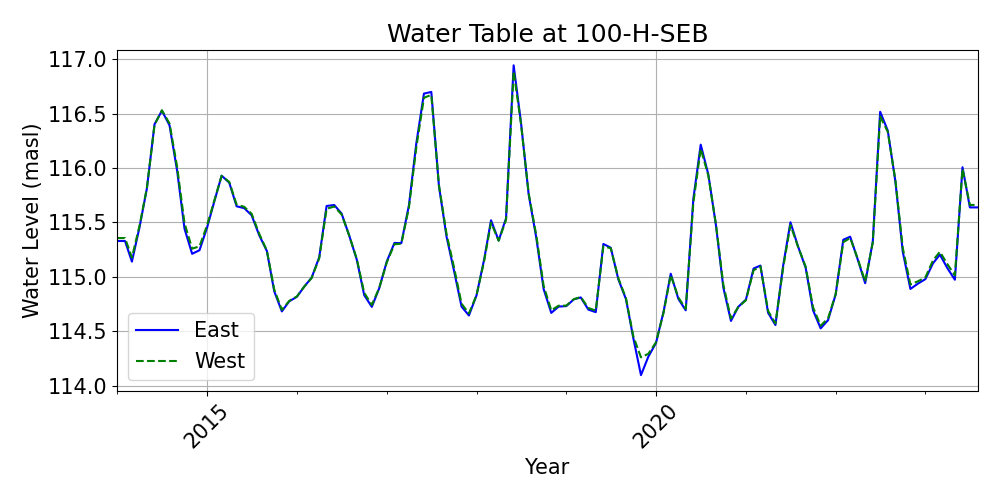 Water Table at 100-H-SEB
Water Level (masl)
117.0
116.5
116.0
115.5
115.0
114.5
114.0
East
West
2015
2020
Year